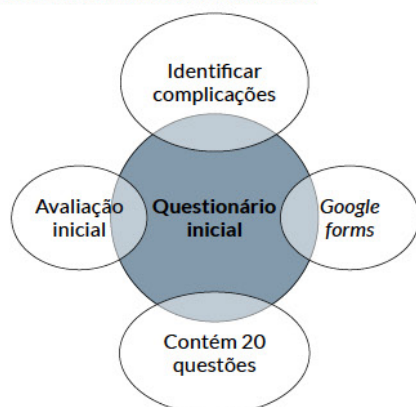 Identificar
complicações
Avaliação
inicial
Questionário
inicial
Google
forms
Contém 20
questões